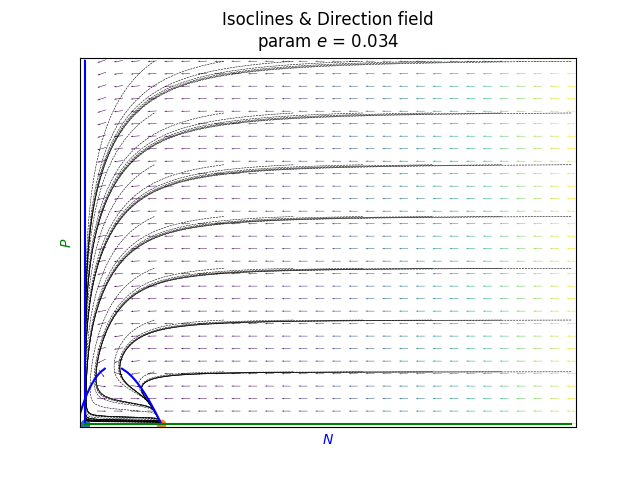 Isoclines & Direction field
param e = 0.034
P
N